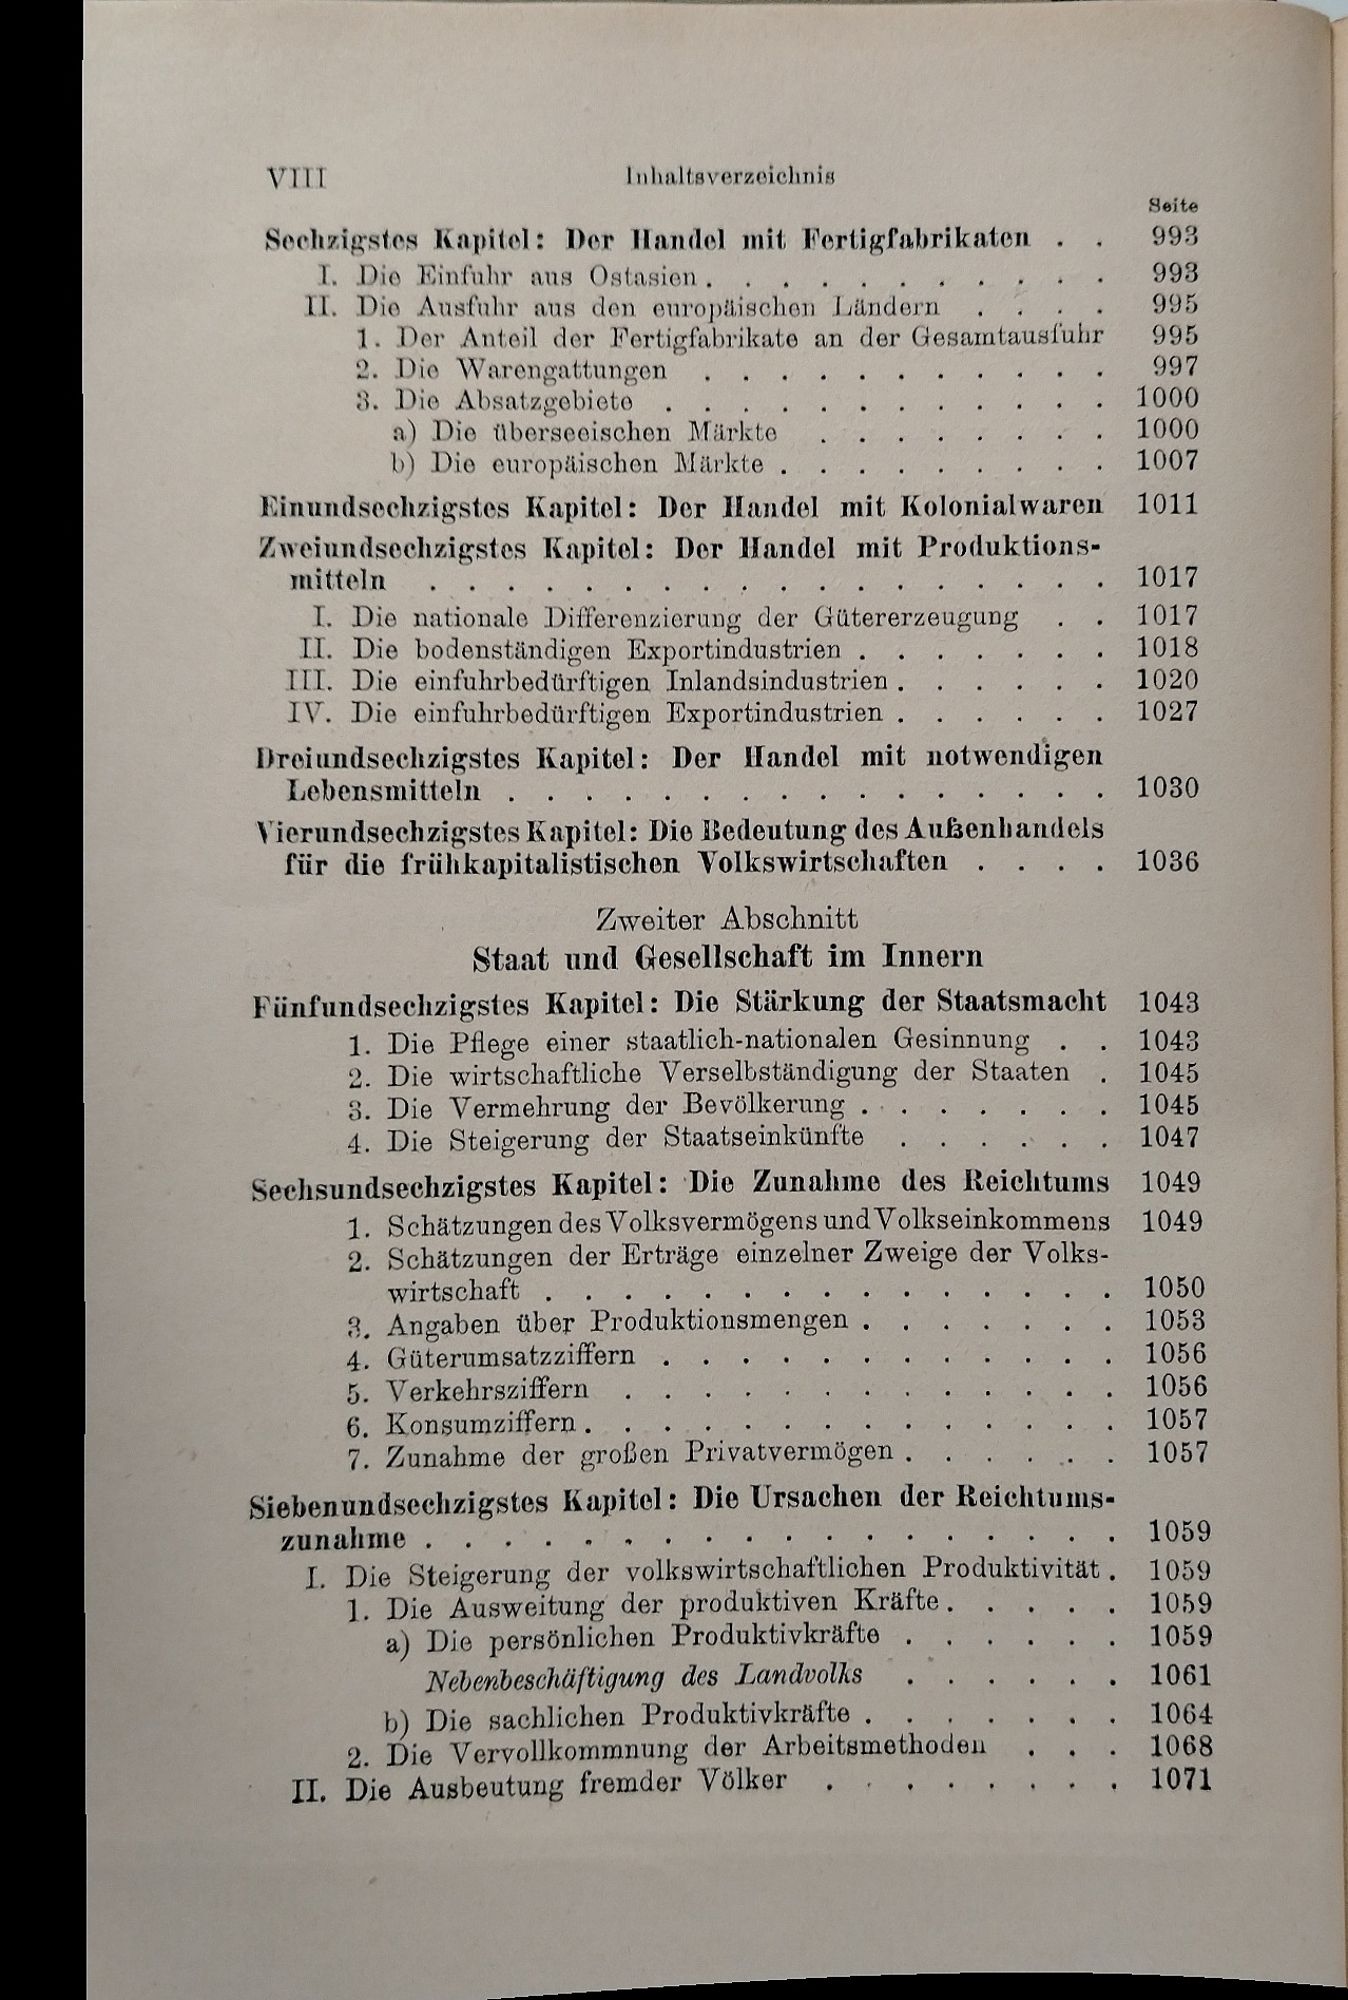 VIII Inhaltsverzeichnis
Seite
Sechzigstes Kapitel: Der Handel mit Fertigfabrikaten . . 993
I. Die Einfuhr aus Ostasien . . . . . . . . . . . 993
II. Die Ausfuhr aus den europäischen Ländern . . . . 995
1. Der Anteil der Fertigfabrikate an der Gesamtausfuhr 995
2. Die Warengattungen . . . . . . . . . . . 997
3. Die Absatzgebiete . . . . . . . . . . . . 1000
a) Die überseeischen Märkte . . . . . . . . 1000
b) Die europäischen Märkte . . . . . . . . . 1007
Einundsechzigstes Kapitel: Der Handel mit Kolonialwaren 1011
Zweiundsechzigstes Kapitel: Der Handel mit Produktions-
mitteln . . . . . . . . . . . . . . . . . . 1017
I. Die nationale Differenzierung der Gütererzeugung . . 1017
II. Die bodenständigen Exportindustrien . . . . . . . 1018
III. Die einfuhrbedürftigen Inlandsindustrien . . . . . . 1020
IV. Die einfuhrbedürftigen Exportindustrien . . . . . . 1027
Dreiundsechzigstes Kapitel: Der Handel mit notwendigen
Lebensmitteln . . . . . . . . . . . . . . . . 1030
Vierundsechzigstes Kapitel: Die Bedeutung des Außenhandels
für die frühkapitalistischen Volkswirtschaften . . . . 1036
Zweiter Abschnitt
Staat und Gesellschaft im Innern
Fünfundsechzigstes Kapitel: Die Stärkung der Staatsmacht 1043
1. Die Pflege einer staatlich-nationalen Gesinnung . . 1043
2. Die wirtschaftliche Verselbständigung der Staaten . 1045
3. Die Vermehrung der Bevölkerung . . . . . . . 1045
4. Die Steigerung der Staatseinkünfte . . . . . . 1047
Sechsundsechzigstes Kapitel: Die Zunahme des Reichtums 1049
1. Schätzungen des Volksvermögens und Volkseinkommens 1049
2. Schätzungen der Erträge einzelner Zweige der Volks-
wirtschaft . . . . . . . . . . . . . . . 1050
3. Angaben über Produktionsmengen . . . . . . . 1053
4. Güterumsatzziffern . . . . . . . . . . . . 1056
5. Verkehrsziffern . . . . . . . . . . . . . 1056
6. Konsumziffern . . . . . . . . . . . . . . 1057
7. Zunahme der großen Privatvermögen . . . . . . 1057
Siebenundsechzigstes Kapitel: Die Ursachen der Reichtums-
zunahme . . . . . . . . . . . . . . . . . . 1059
I. Die Steigerung der volkswirtschaftlichen Produktivität . 1059
1. Die Ausweitung der produktiven Kräfte . . . . . 1059
a) Die persönlichen Produktivkräfte . . . . . . 1059
Nebenbeschäftigung des Landvolks . . . . . . 1061
b) Die sachlichen Produktivkräfte . . . . . . . 1064
2. Die Vervollkommnung der Arbeitsmethoden . . . 1068
II. Die Ausbeutung fremder Völker . . . . . . . . 1071